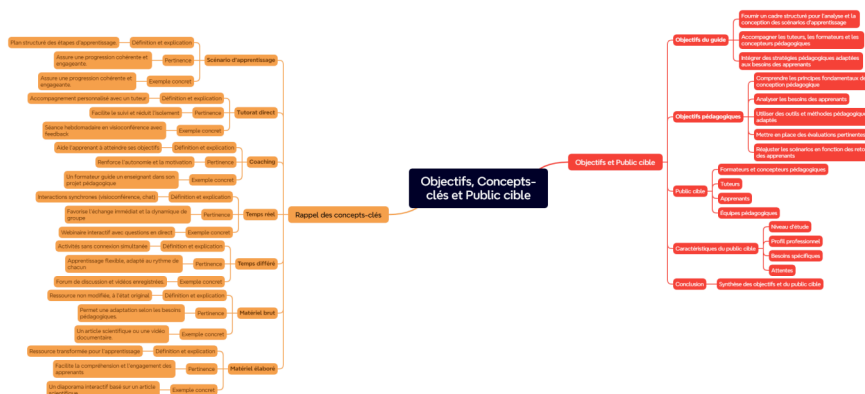 Objectifs, Concepts-
clés et Public cible
Rappel des concepts-clés
Scénario d'apprentissage
Définition et explication
Plan structuré des étapes d'apprentissage
Pertinence
Assure une progression cohérente et
engageante.
Exemple concret
Assure une progression cohérente et
engageante.
Tutorat direct
Définition et explication
Accompagnement personnalisé avec un tuteur
Pertinence
Facilite le suivi et réduit l'isolement
Exemple concret
Séance hebdomadaire en visioconférence avec
feedback
Coaching
Définition et explication
Aide l'apprenant à atteindre ses objectifs
Pertinence
Renforce l'autonomie et la motivation
Exemple concret
Un formateur guide un enseignant dans son
projet pédagogique
Temps réel
Définition et explication
Interactions synchrones (visioconférence, chat)
Pertinence
Favorise l'échange immédiat et la dynamique de
groupe
Exemple concret
Webinaire interactif avec questions en direct
Temps différé
Définition et explication
Activités sans connexion simultanée
Pertinence
Apprentissage flexible, adapté au rythme de
chacun
Exemple concret
Forum de discussion et vidéos enregistrées.
Matériel brut
Définition et explication
Ressource non modifiée, à l'état original
Pertinence
Permet une adaptation selon les besoins
pédagogiques.
Exemple concret
Un article scientifique ou une vidéo
documentaire.
Matériel élaboré
Définition et explication
Ressource transformée pour l'apprentissage
Pertinence
Facilite la compréhension et l'engagement des
apprenants
Exemple concret
Un diaporama interactif basé sur un article
scientifique
Objectifs et Public cible
Objectifs du guide
Fournir un cadre structuré pour l'analyse et la
conception des scénarios d'apprentissage
Accompagner les tuteurs, les formateurs et les
concepteurs pédagogiques
Intégrer des stratégies pédagogiques adaptées
aux besoins des apprenants
Objectifs pédagogiques
Comprendre les principes fondamentaux de
conception pédagogique
Analyser les besoins des apprenants
Utiliser des outils et méthodes pédagogique
adaptés
Mettre en place des évaluations pertinentes
Réajuster les scénarios en fonction des reto
des apprenants
Public cible
Formateurs et concepteurs pédagogiques
Tuteurs
Apprenants
Équipes pédagogiques
Caractéristiques du public cible
Niveau d'étude
Profil professionnel
Besoins spécifiques
Attentes
Conclusion
Synthèse des objectifs et du public cible